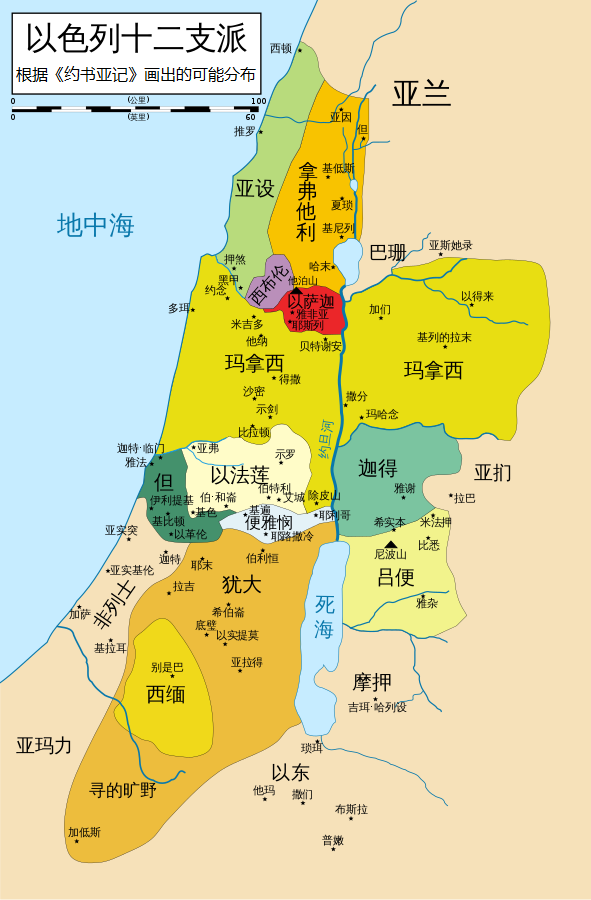 以色列十二支派
根据《约书亚记》画出的可能分布
0 (公里) 100
0 (英里) 60
西顿
亚兰
亚因
但
推罗
基低斯
拿弗他利
亚设
夏琐
地中海
基尼列
巴珊
亚斯她录
押煞
哈末
黑甲
西布伦
他泊山
约念
以萨迦
以得来
多珥
加们
雅非亚
米吉多
耶斯列
基列的拉末
他纳
贝特谢安
玛拿西
玛拿西
得撒
沙密
撒分
示剑
玛哈念
比拉顿
约旦河
迦特·临门
亚弗
雅法
示罗
迦得
亚扪
以法莲
但
伯特利
雅谢
伊利提基
伯·和崙
艾城
除皮山
拉巴
基色
基遍
耶利哥
基比顿
便雅悯
希实本
米法押
亚实突
以革伦
耶路撒冷
比悉
尼波山
迦特
耶末
伯利恒
亚实基伦
犹大
吕便
拉吉
非列士
死海
雅杂
加萨
希伯崙
底璧
以实提莫
基拉耳
别是巴
亚拉得
西缅
摩押
吉珥·哈列设
亚玛力
琐珥
以东
寻的旷野
他玛
撒们
布斯拉
加低斯
普嫩